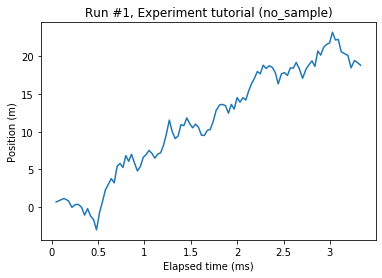 Run #1, Experiment tutorial (no_sample)
Position (m)
20
15
10
5
0
0 0.5 1 1.5 2 2.5 3
Elapsed time (ms)